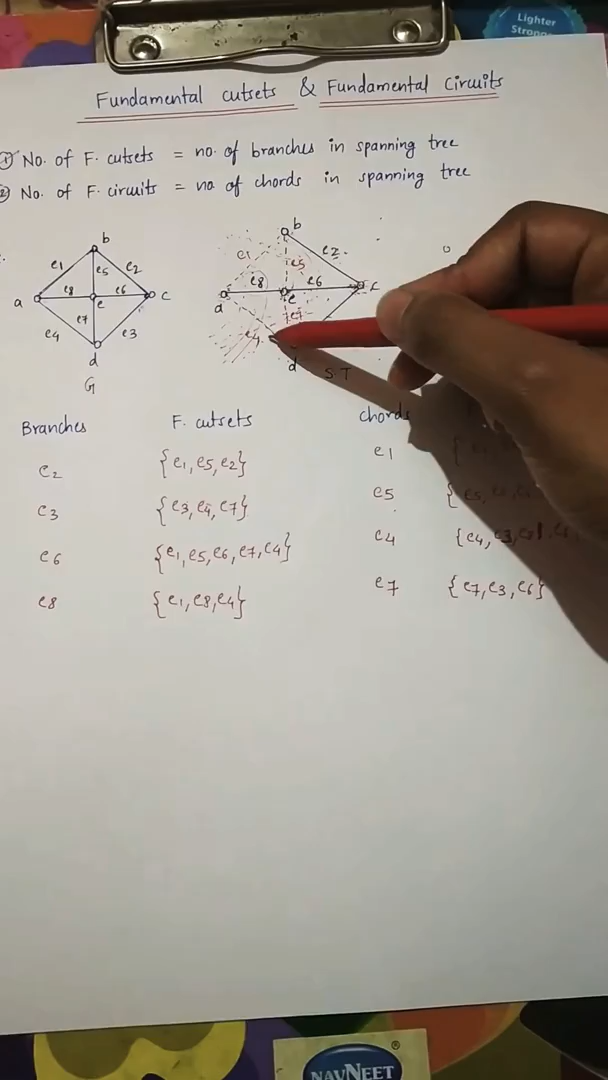 Lighter
Fundamental cutsets & Fundamental Circuits
① No. of F. cutsets = no. of branches in spanning tree
② No. of F. circuits = no of chords in spanning tree
b
e1 e5 e2
a e8 e6 c
e
e4 e7 e3
d
G
b
e1 e5 e2
e8 e6 c
a e
e4 e7
d S.T
Branches F. cutsets chords
e2 {e1, e5, e2} e1
e3 {e3, e4, e7} e5
e6 {e1, e5, e6, e7, e4} e4
e8 {e1, e8, e4} e7 {e7, e3, e6}
NAVNEET